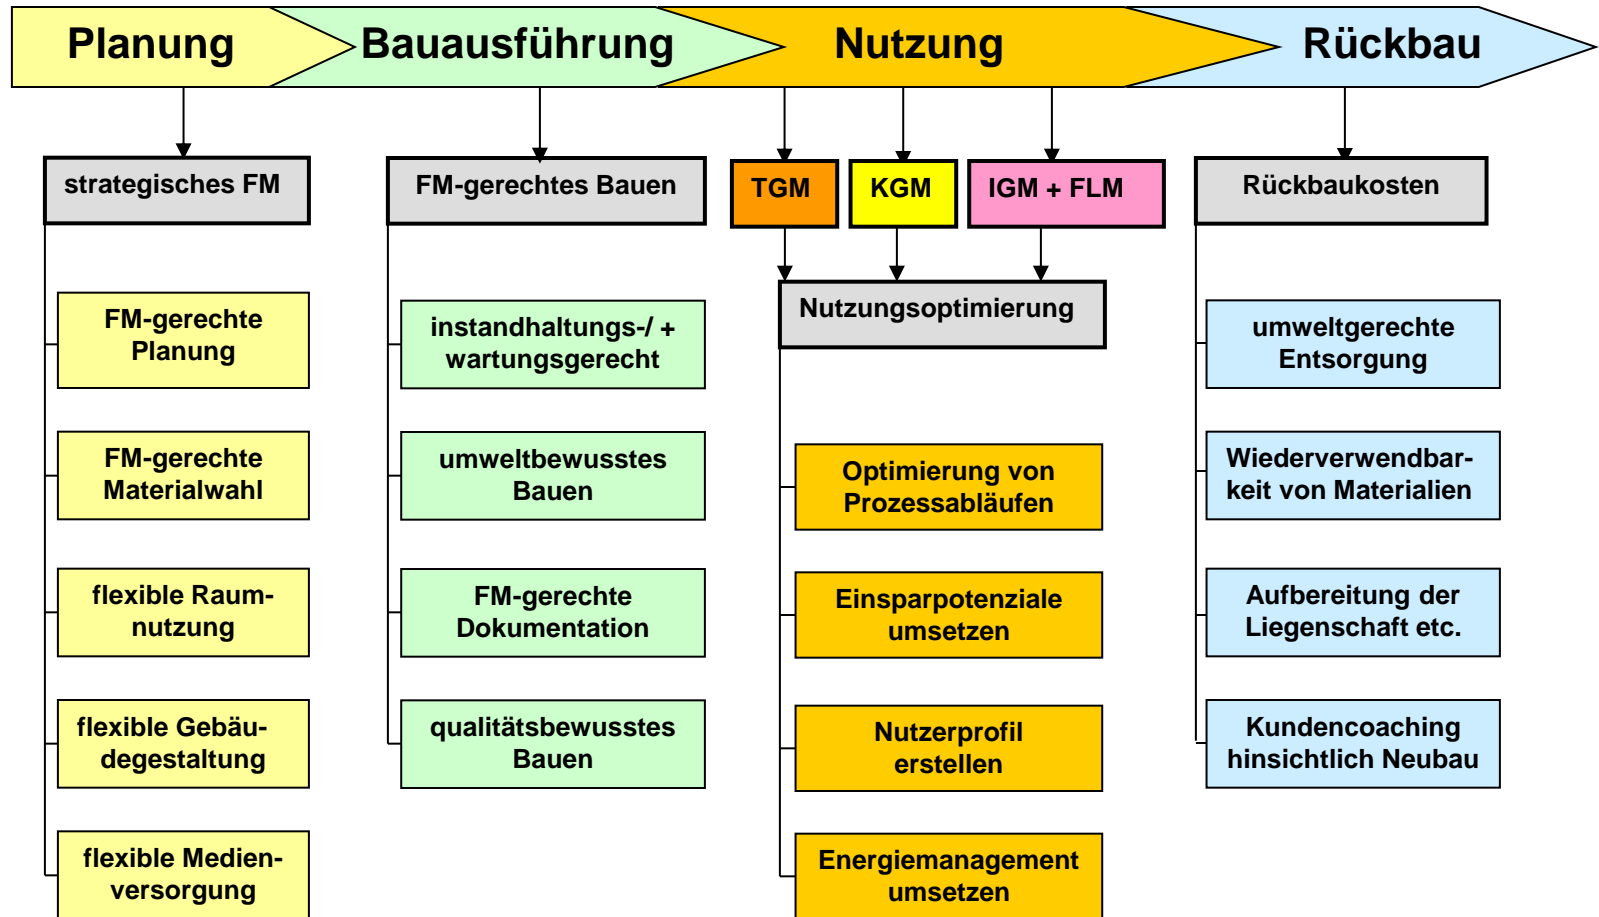 Planung
Bauausführung
Nutzung
Rückbau
strategisches FM
FM-gerechte
Planung
FM-gerechte
Materialwahl
flexible Raum-
nutzung
flexible Gebäu-
degestaltung
flexible Medien-
versorgung
FM-gerechtes Bauen
instandhaltungs-/ +
wartungsgerecht
umweltbewusstes
Bauen
FM-gerechte
Dokumentation
qualitätsbewusstes
Bauen
TGM
KGM
IGM + FLM
Nutzungsoptimierung
Optimierung von
Prozessabläufen
Einsparpotenziale
umsetzen
Nutzerprofil
erstellen
Energiemanagement
umsetzen
Rückbaukosten
umweltgerechte
Entsorgung
Wiederverwendbar-
keit von Materialien
Aufbereitung der
Liegenschaft etc.
Kundencoaching
hinsichtlich Neubau